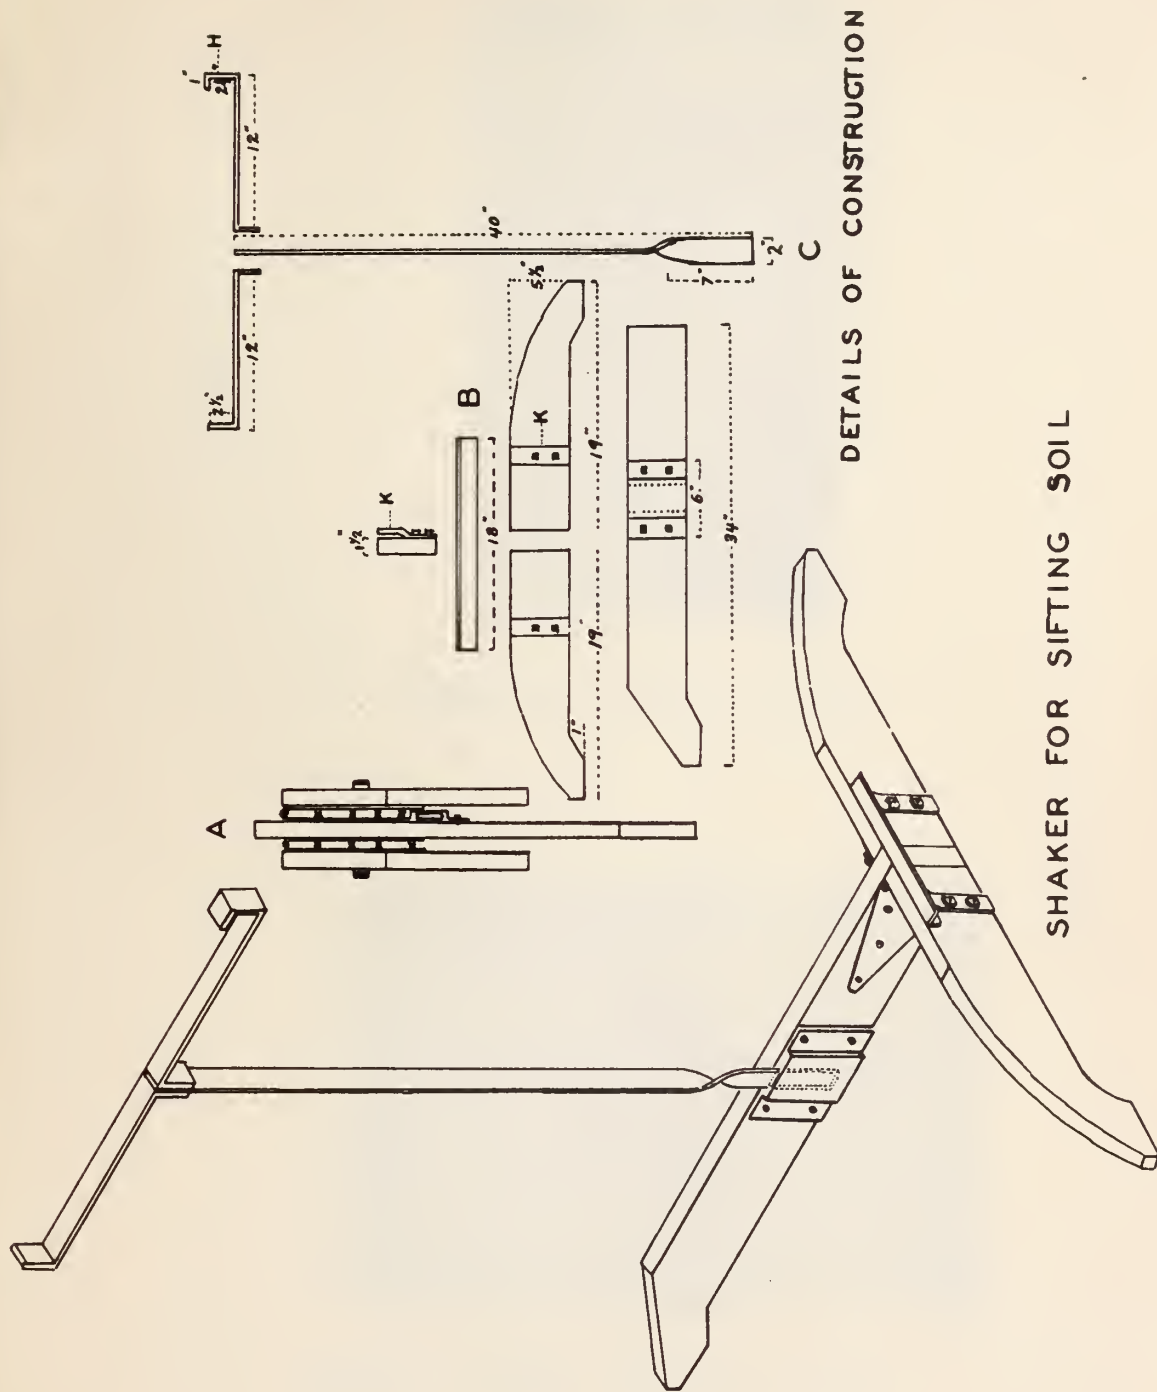 H
1"
2"
12"
2½"
12"
40"
7"
2"
C
DETAILS OF CONSTRUCTION
5½"
B
K
1½"
K
18"
19"
19"
1"
6"
34"
A
SHAKER FOR SIFTING SOIL